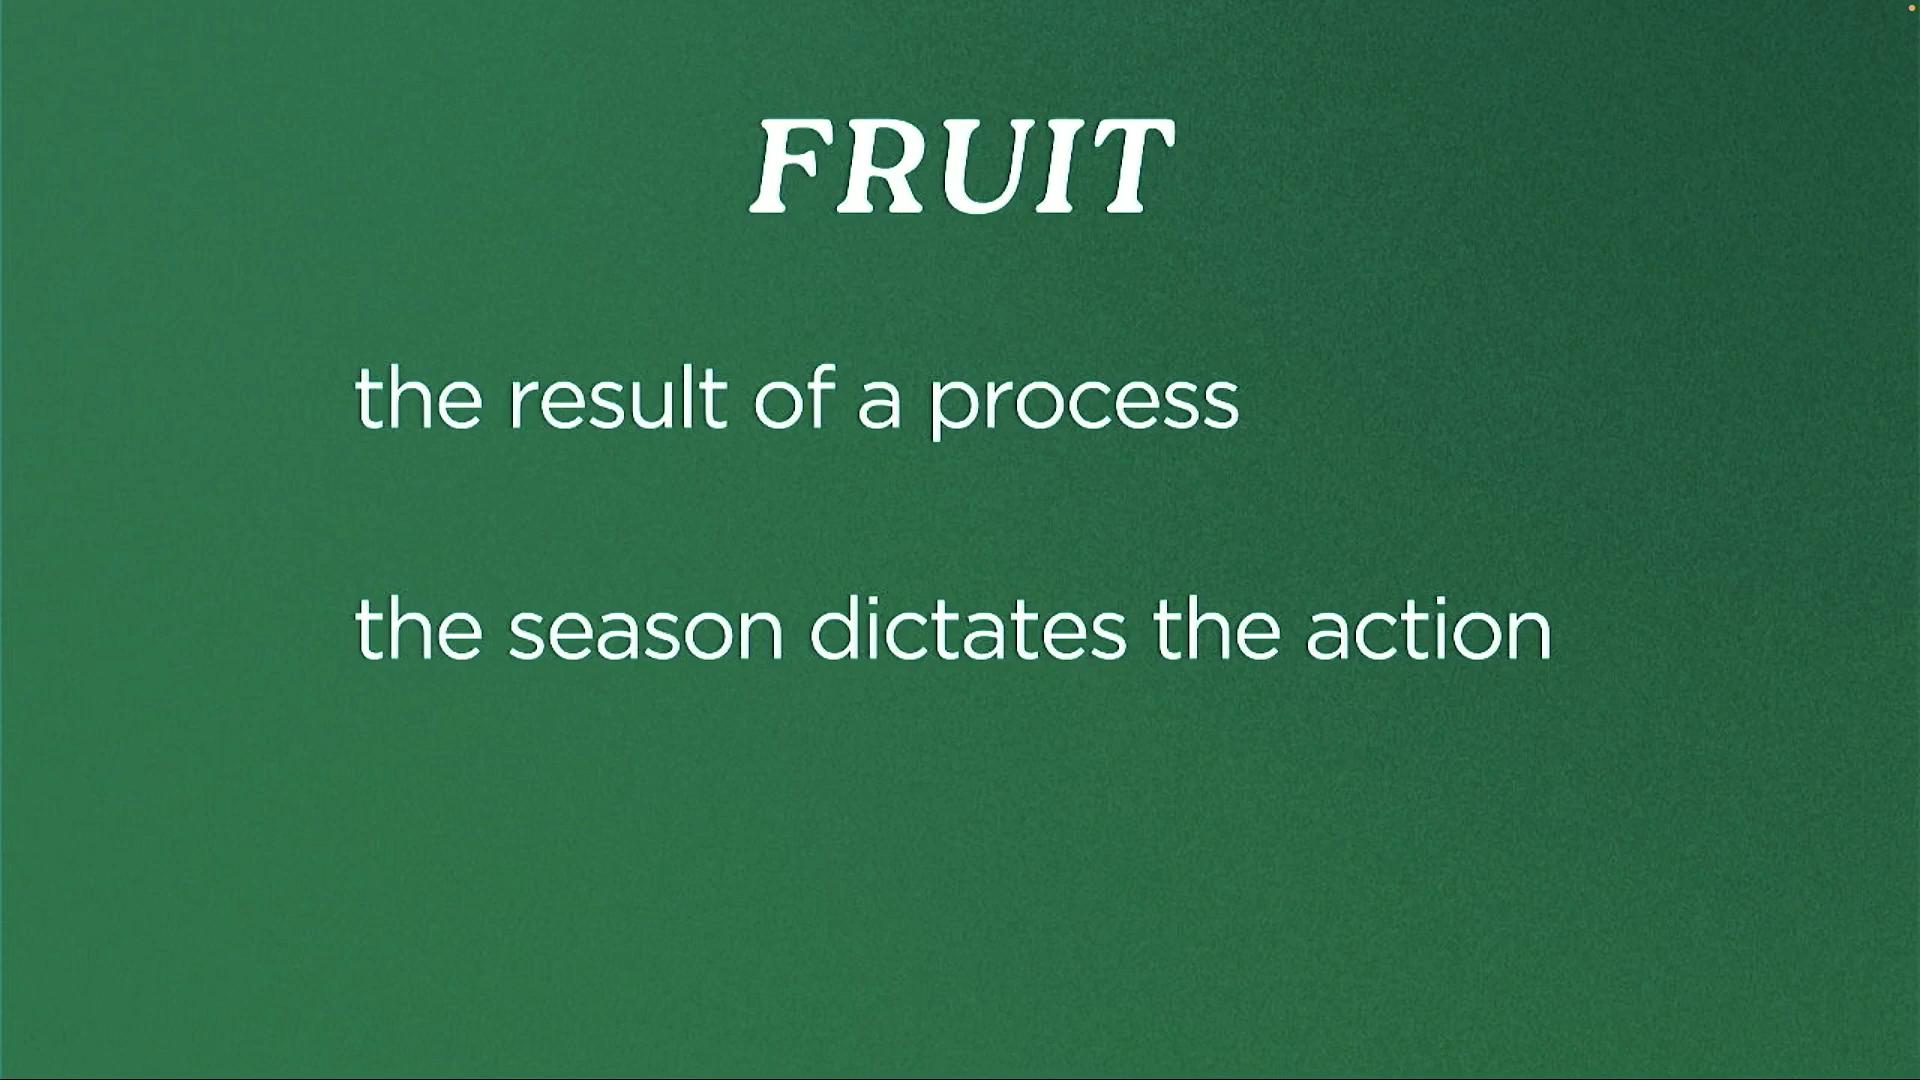 FRUIT
the result of a process
the season dictates the action